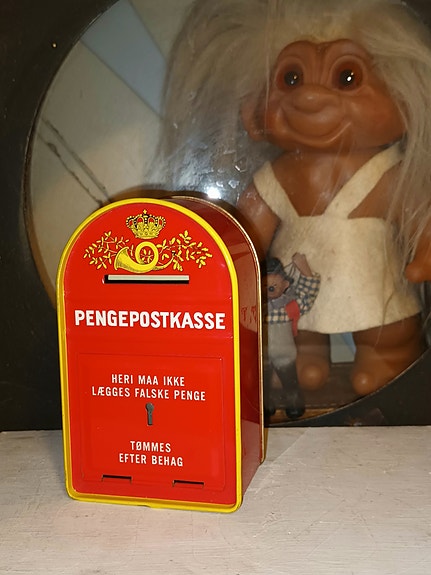 PENGEPOSTKASSE
HERI MAA IKKE
LÆGGES FALSKE PENGE
TØMMES
EFTER BEHAG